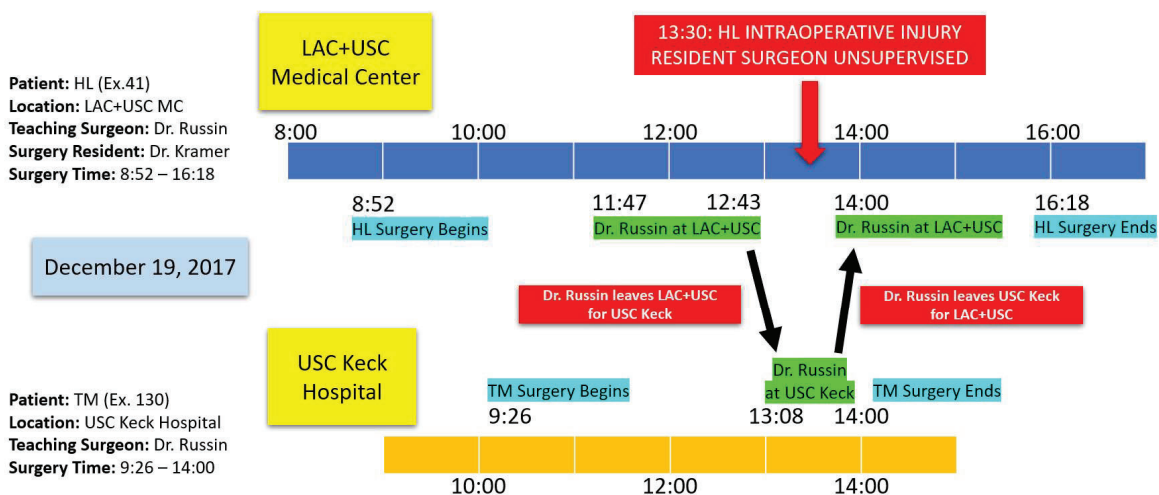 LAC+USC
Medical Center
13:30: HL INTRAOPERATIVE INJURY
RESIDENT SURGEON UNSUPERVISED
Patient: HL (Ex.41)
Location: LAC+USC MC
Teaching Surgeon: Dr. Russin
Surgery Resident: Dr. Kramer
Surgery Time: 8:52 – 16:18
8:00
10:00
12:00
14:00
16:00
8:52
HL Surgery Begins
11:47
12:43
Dr. Russin at LAC+USC
14:00
Dr. Russin at LAC+USC
16:18
HL Surgery Ends
December 19, 2017
Dr. Russin leaves LAC+USC
for USC Keck
Dr. Russin leaves USC Keck
for LAC+USC
USC Keck
Hospital
Patient: TM (Ex. 130)
Location: USC Keck Hospital
Teaching Surgeon: Dr. Russin
Surgery Time: 9:26 – 14:00
TM Surgery Begins
9:26
Dr. Russin
at USC Keck
13:08
TM Surgery Ends
14:00
10:00
12:00
14:00